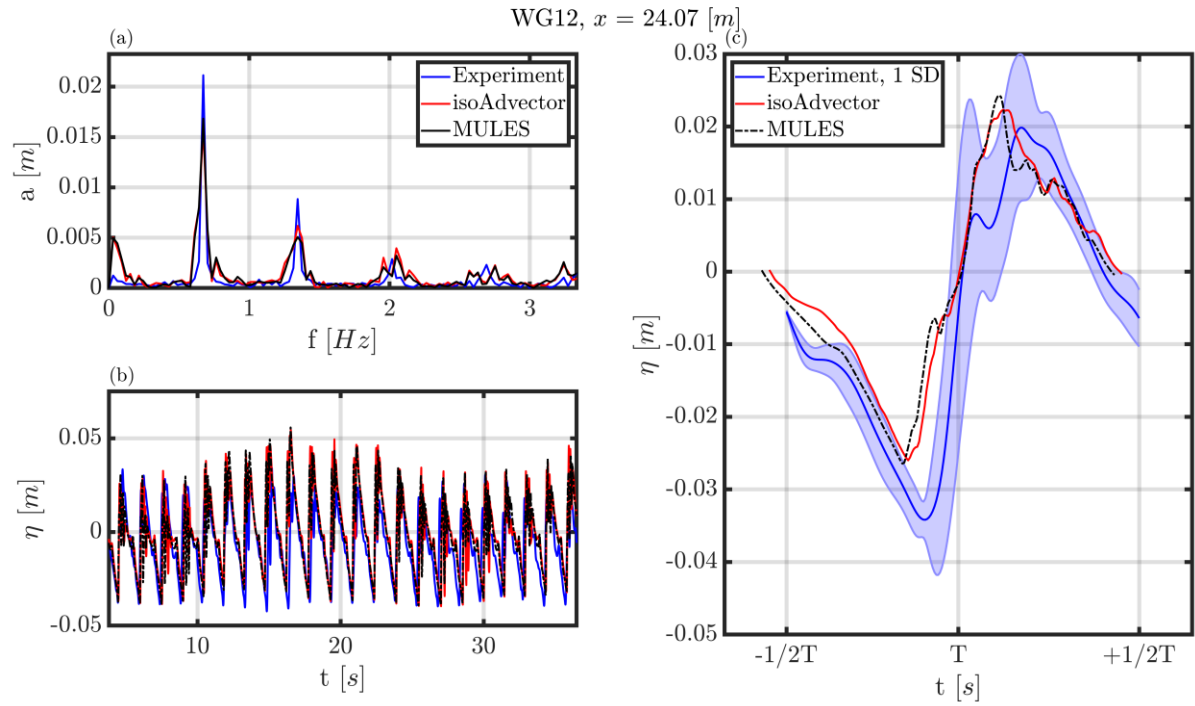 WG12, x = 24.07 [m]
(a)
0.02
0.015
0.01
0.005
0
a [m]
Experiment
isoAdvector
MULES
0 1 2 3
f [Hz]
(b)
0.05
0
-0.05
η [m]
10 20 30
t [s]
(c)
0.03
0.02
0.01
0
-0.01
-0.02
-0.03
-0.04
-0.05
η [m]
Experiment, 1 SD
isoAdvector
MULES
-1/2T T +1/2T
t [s]